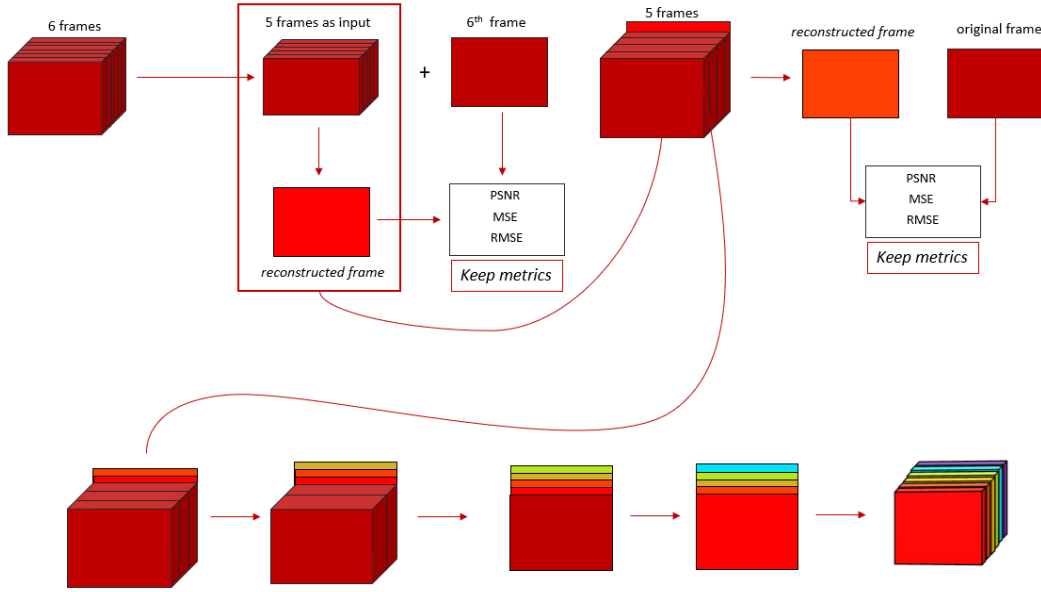 6 frames
5 frames as input
6th frame
5 frames
reconstructed frame
original frame
+
PSNR
MSE
RMSE
PSNR
MSE
RMSE
reconstructed frame
Keep metrics
Keep metrics